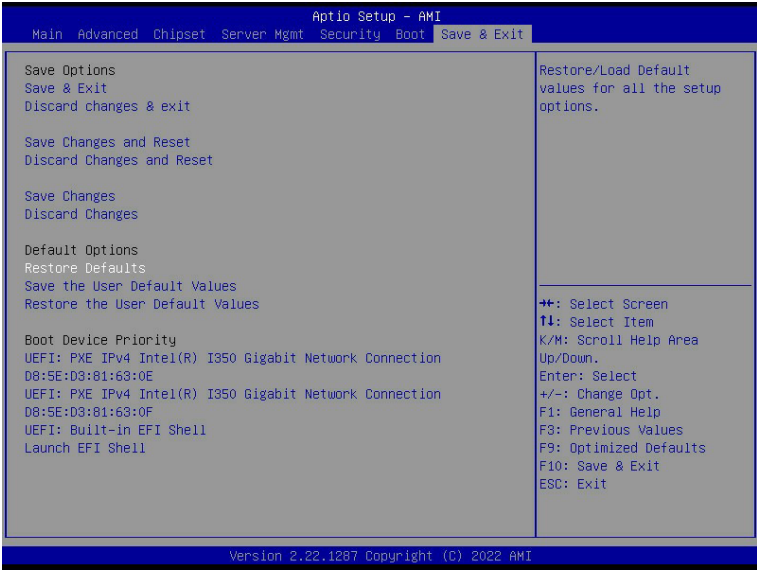 Aptio Setup - AMI
Main Advanced Chipset Server Mgmt Security Boot Save & Exit
Save Options
Save & Exit
Discard changes & exit
Save Changes and Reset
Discard Changes and Reset
Save Changes
Discard Changes
Default Options
Restore Defaults
Save the User Default Values
Restore the User Default Values
Boot Device Priority
UEFI: PXE IPv4 Intel(R) I350 Gigabit Network Connection
D8:5E:D3:81:63:0E
UEFI: PXE IPv4 Intel(R) I350 Gigabit Network Connection
D8:5E:D3:81:63:0F
UEFI: Built-in EFI Shell
Launch EFI Shell
Restore/Load Default
values for all the setup
options.
→←: Select Screen
↑↓: Select Item
K/M: Scroll Help Area
Up/Down.
Enter: Select
+/-: Change Opt.
F1: General Help
F3: Previous Values
F9: Optimized Defaults
F10: Save & Exit
ESC: Exit
Version 2.22.1287 Copyright (C) 2022 AMI